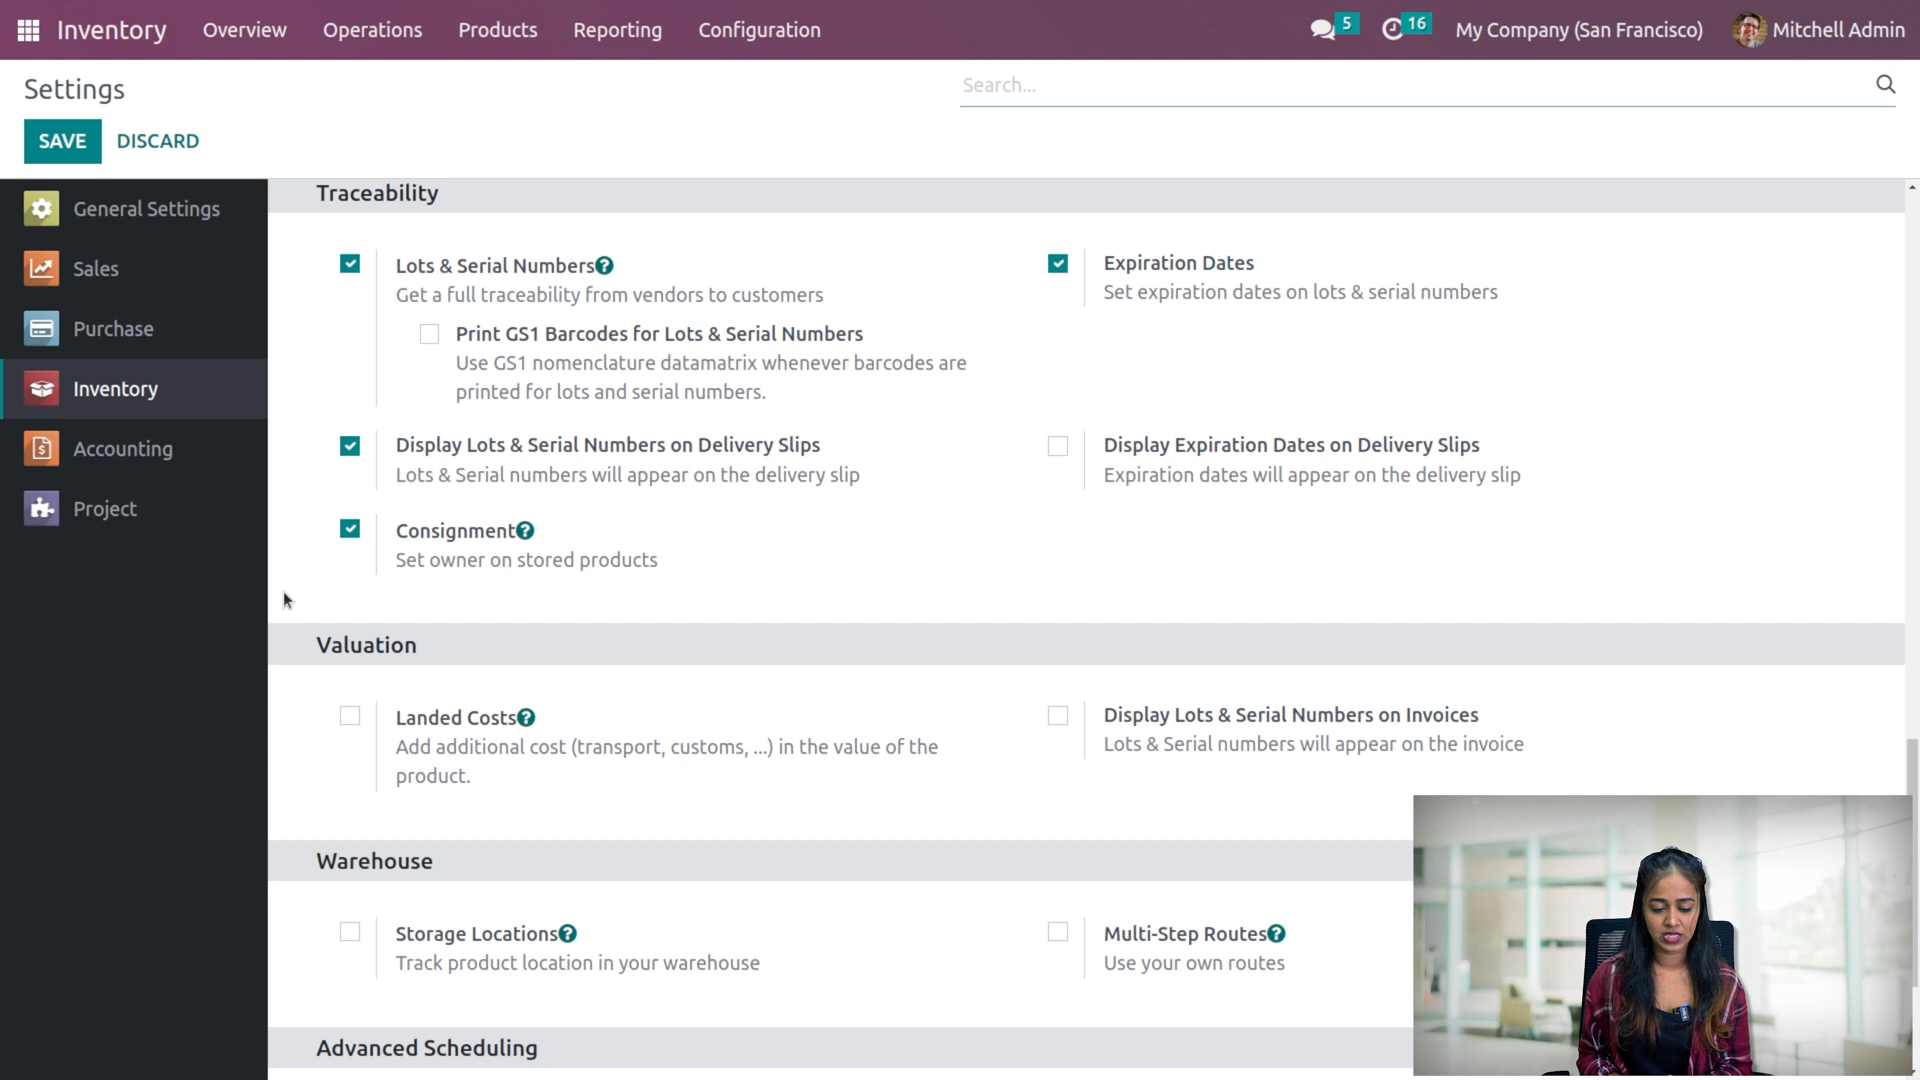 Inventory Overview Operations Products Reporting Configuration 5 16 My Company (San Francisco) Mitchell Admin
Settings
Search...
SAVE DISCARD
General Settings
Sales
Purchase
Inventory
Accounting
Project
Traceability
Lots & Serial Numbers?
Get a full traceability from vendors to customers
Print GS1 Barcodes for Lots & Serial Numbers
Use GS1 nomenclature datamatrix whenever barcodes are
printed for lots and serial numbers.
Expiration Dates
Set expiration dates on lots & serial numbers
Display Lots & Serial Numbers on Delivery Slips
Lots & Serial numbers will appear on the delivery slip
Display Expiration Dates on Delivery Slips
Expiration dates will appear on the delivery slip
Consignment?
Set owner on stored products
Valuation
Landed Costs?
Add additional cost (transport, customs, ...) in the value of the
product.
Display Lots & Serial Numbers on Invoices
Lots & Serial numbers will appear on the invoice
Warehouse
Storage Locations?
Track product location in your warehouse
Multi-Step Routes?
Use your own routes
Advanced Scheduling